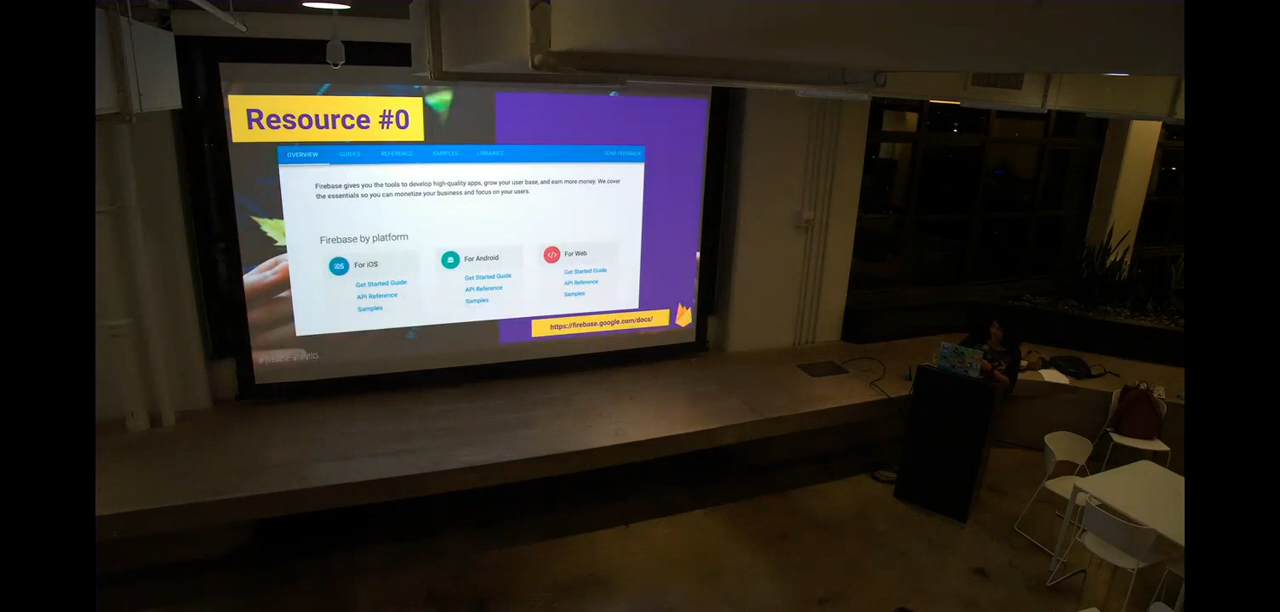 Resource #0
OVERVIEW GUIDES REFERENCE SAMPLES LIBRARIES SEND FEEDBACK
Firebase gives you the tools to develop high-quality apps, grow your user base, and earn more money. We cover
the essentials so you can monetize your business and focus on your users.
Firebase by platform
iOS For iOS
Get Started Guide
API Reference
Samples
For Android
Get Started Guide
API Reference
Samples
</> For Web
Get Started Guide
API Reference
Samples
https://firebase.google.com/docs/